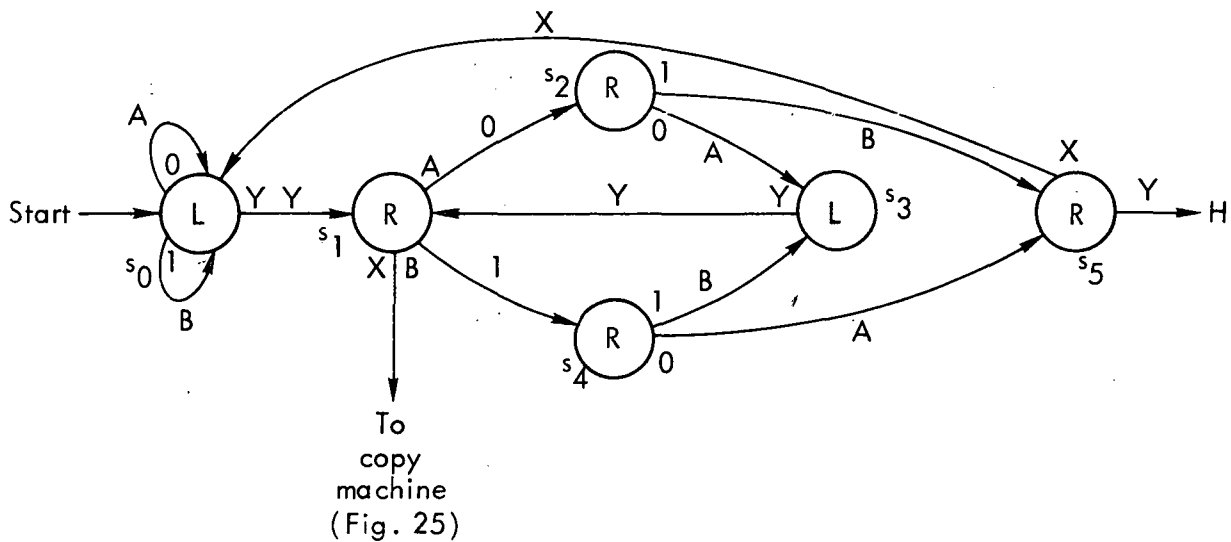 X
s2 R 1
A 0 0 B X
0 A
A
Start L Y Y R Y Y L s3 R Y H
s0 1 s1 X B 1 B 1 s5
B R A
s4 0
To
copy
machine
(Fig. 25)